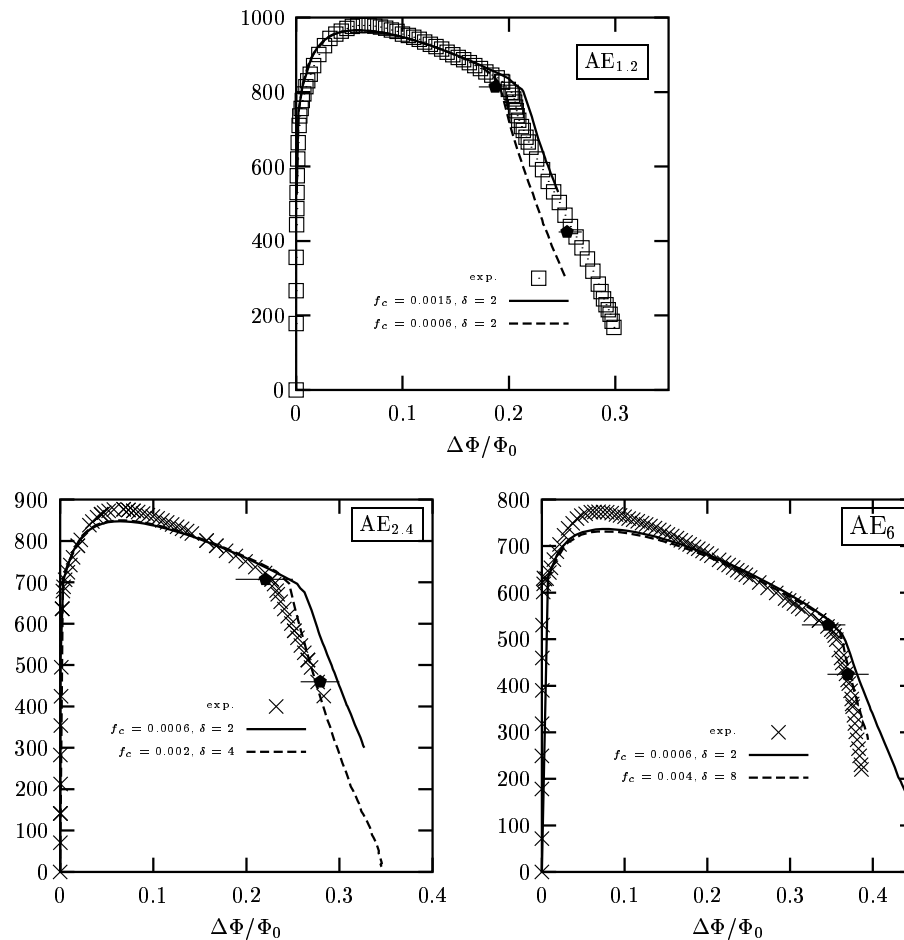 1000
800
600
400
200
0
AE1.2
exp.
fc = 0.0015, δ = 2
fc = 0.0006, δ = 2
0 0.1 0.2 0.3
ΔΦ/Φ0
900
800
700
600
500
400
300
200
100
0
AE2.4
exp.
fc = 0.0006, δ = 2
fc = 0.002, δ = 4
0 0.1 0.2 0.3 0.4
ΔΦ/Φ0
800
700
600
500
400
300
200
100
0
AE6
exp.
fc = 0.0006, δ = 2
fc = 0.004, δ = 8
0 0.1 0.2 0.3 0.4
ΔΦ/Φ0